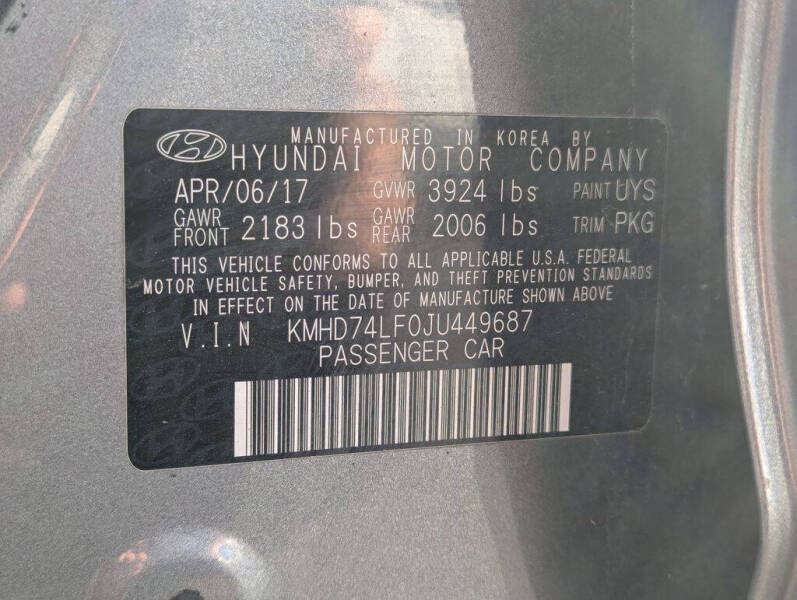 MANUFACTURED IN KOREA BY
HYUNDAI MOTOR COMPANY
APR/06/17 GVWR 3924 lbs PAINT UYS
GAWR FRONT 2183 lbs GAWR REAR 2006 lbs TRIM PKG
THIS VEHICLE CONFORMS TO ALL APPLICABLE U.S.A. FEDERAL
MOTOR VEHICLE SAFETY, BUMPER, AND THEFT PREVENTION STANDARDS
IN EFFECT ON THE DATE OF MANUFACTURE SHOWN ABOVE
V.I.N KMHD74LF0JU449687
PASSENGER CAR